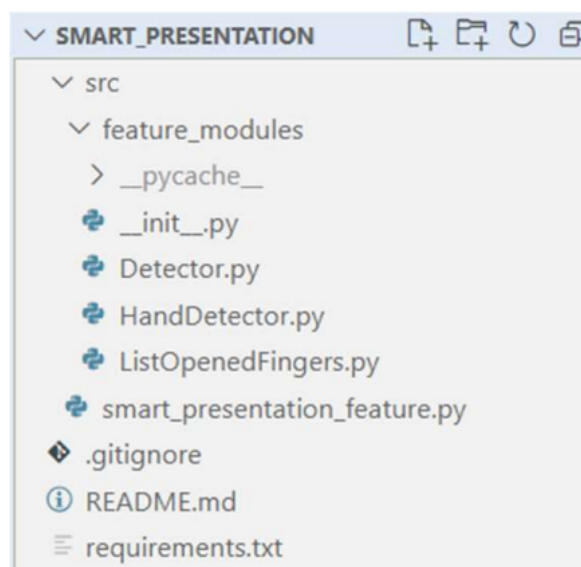 SMART_PRESENTATION
src
feature_modules
__pycache__
__init__.py
Detector.py
HandDetector.py
ListOpenedFingers.py
smart_presentation_feature.py
.gitignore
README.md
requirements.txt